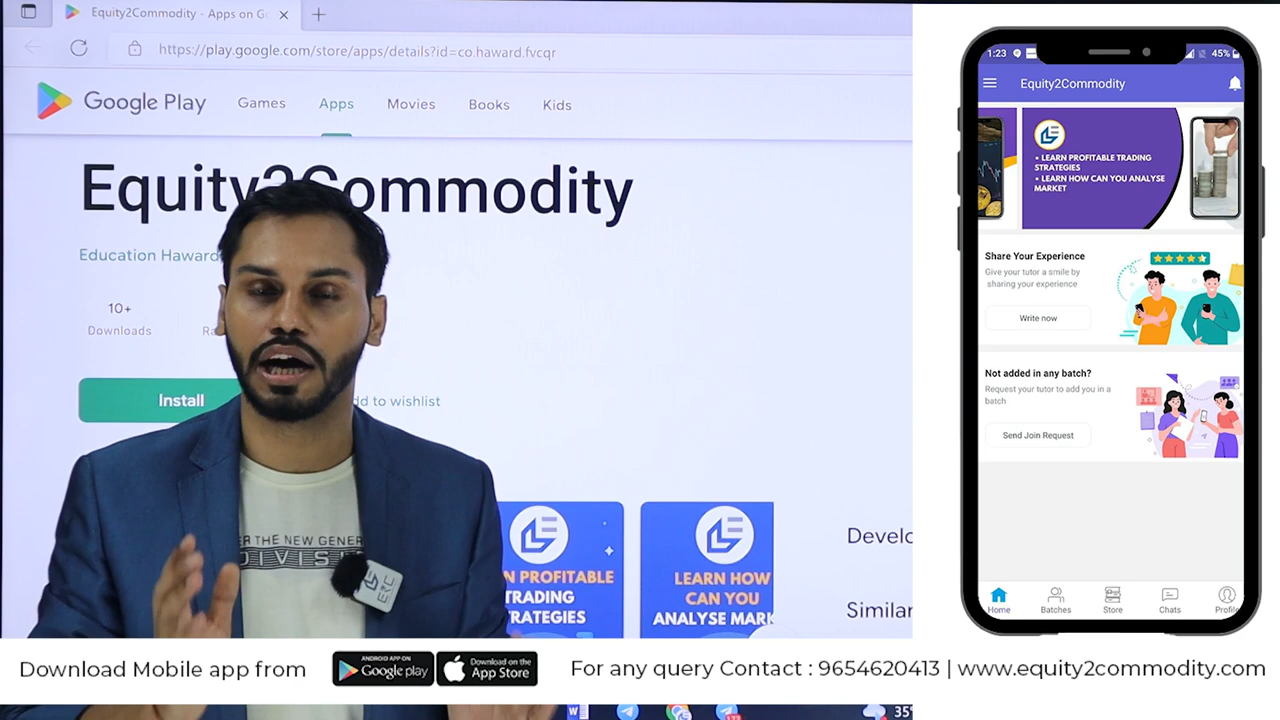 Equity2Commodity - Apps on G
https://play.google.com/store/apps/details?id=co.haward.fvcqr
Google Play
Games
Apps
Movies
Books
Kids
Equity2Commodity
Education Haward
10+
Downloads
Install
to wishlist
PROFITABLE
TRADING
LEARN HOW
CAN YOU
ANALYSE
THE NEW GENER
ERC
1:23
45%
Equity2Commodity
• LEARN PROFITABLE TRADING
STRATEGIES
• LEARN HOW CAN YOU ANALYSE
MARKET
Share Your Experience
Give your tutor a smile by
sharing your experience
Write now
Not added in any batch?
Request your tutor to add you in a
batch
Send Join Request
Home
Batches
Store
Chats
Profile
Download Mobile app from
ANDROID APP ON
Google play
Download on the
App Store
For any query Contact : 9654620413 | www.equity2commodity.com